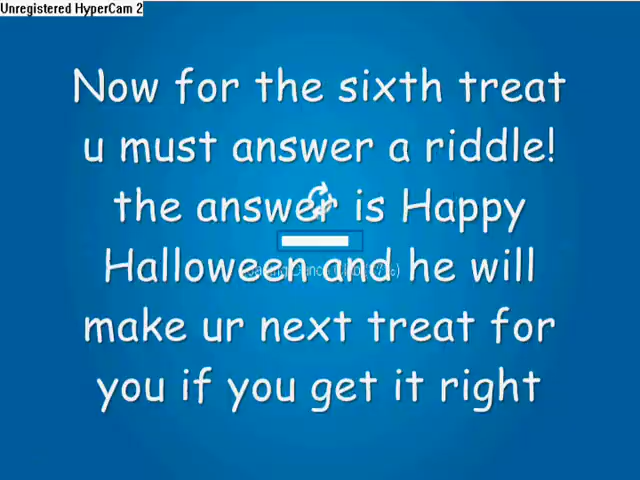 Unregistered HyperCam 2
Now for the sixth treat
u must answer a riddle!
the answer is Happy
Halloween and he will
make ur next treat for
you if you get it right